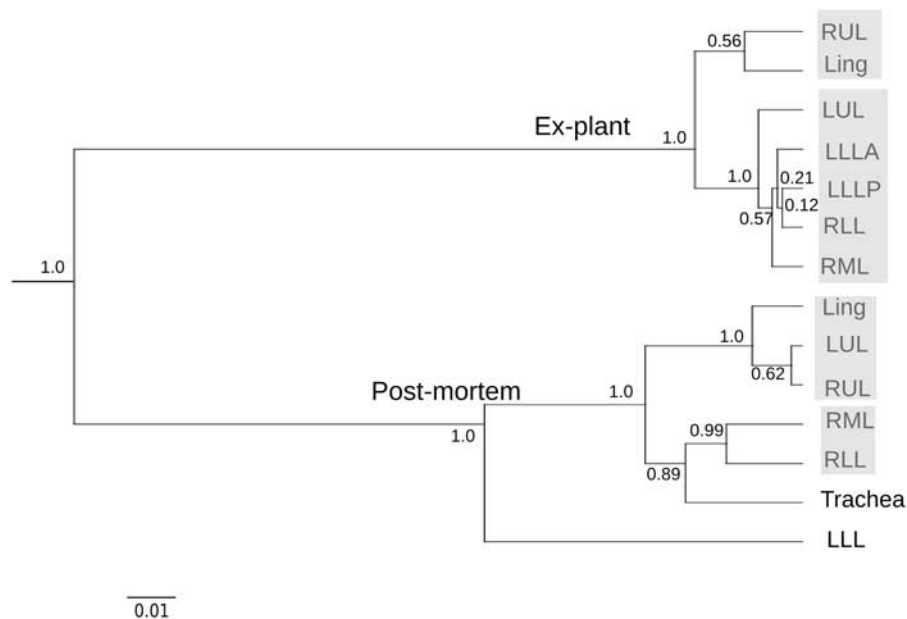 RUL
0.56
Ling
LUL
Ex-plant
1.0
LLLA
1.0
0.21
LLLP
0.12
0.57
RLL
RML
1.0
Ling
1.0
LUL
0.62
RUL
Post-mortem
1.0
RML
0.99
1.0
RLL
0.89
Trachea
LLL
0.01